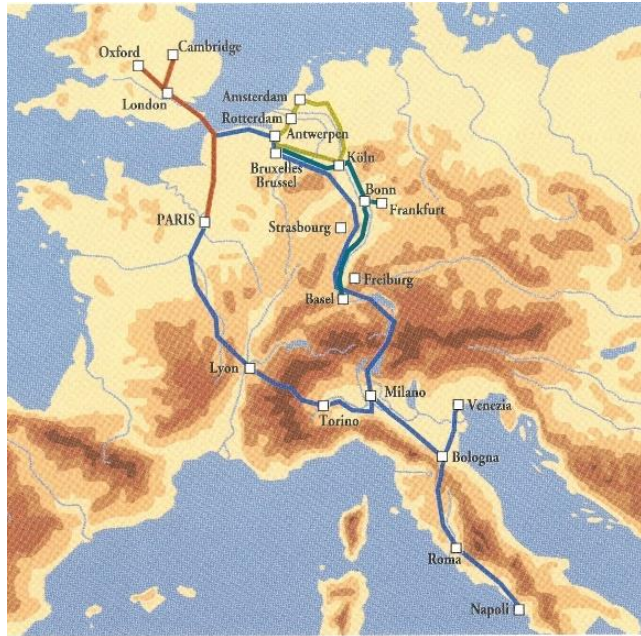 Cambridge
Oxford
London
Amsterdam
Rotterdam
Antwerpen
Bruxelles
Brussel
Köln
Bonn
Frankfurt
PARIS
Strasbourg
Freiburg
Basel
Lyon
Milano
Torino
Venezia
Bologna
Roma
Napoli